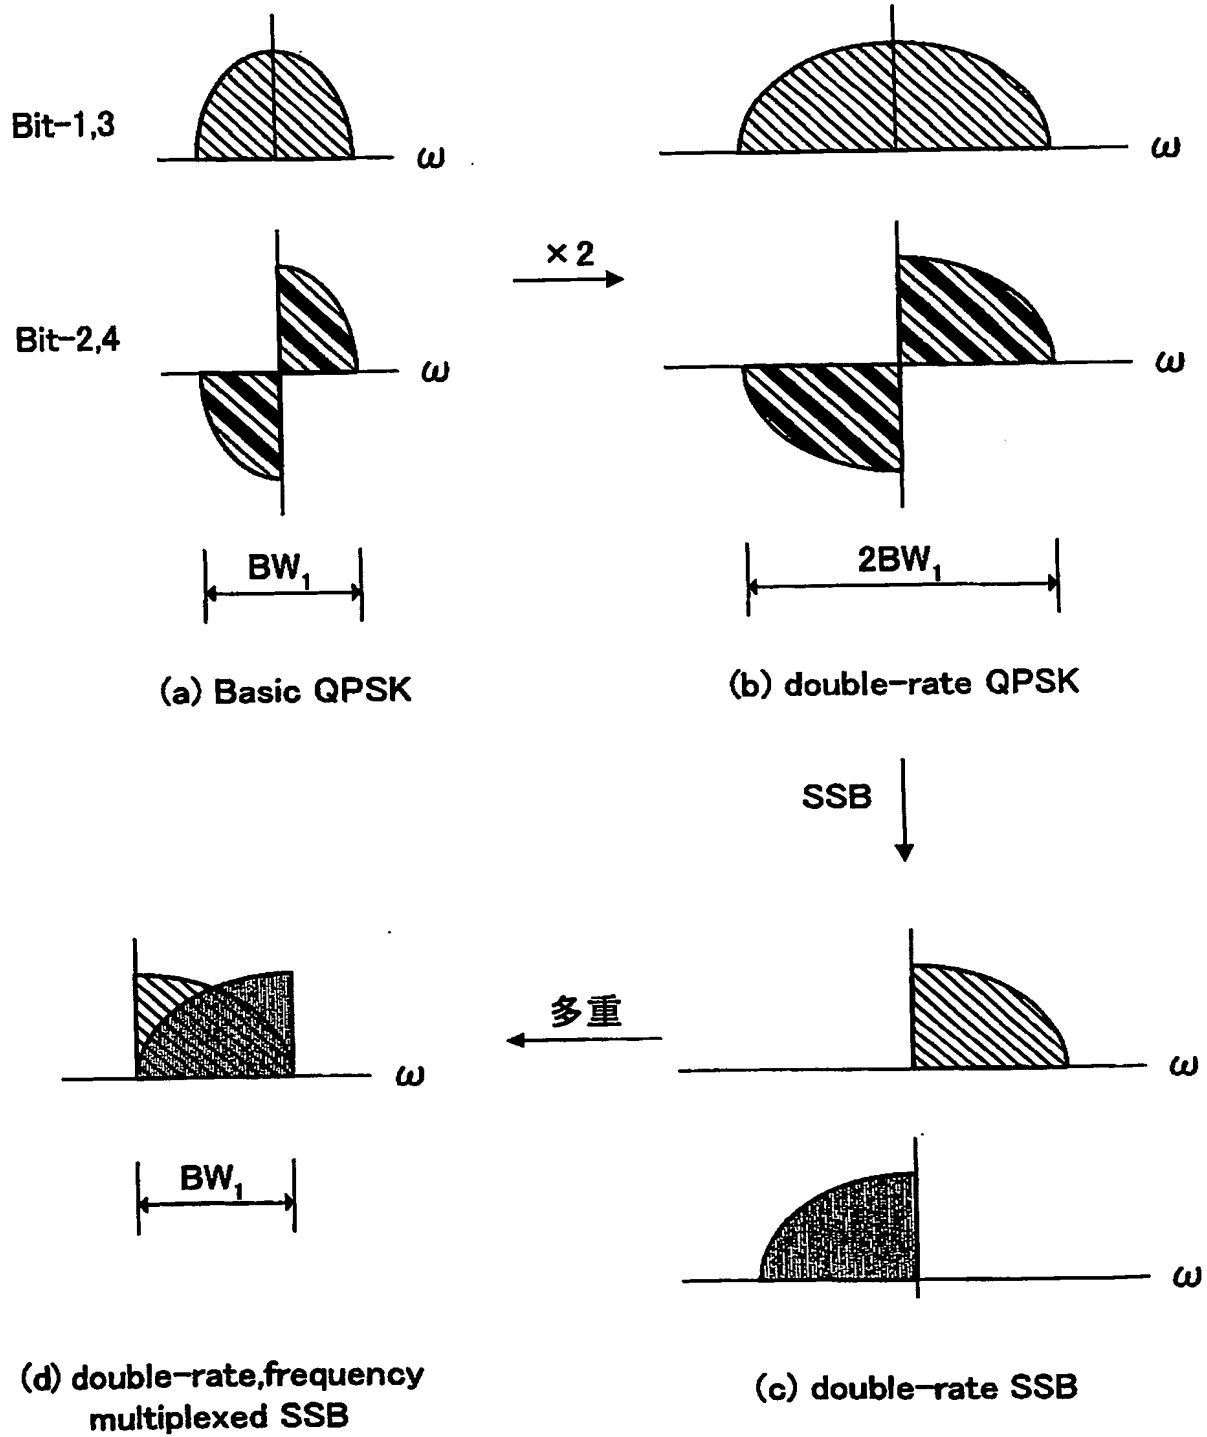 Bit-1,3
ω
ω
Bit-2,4
ω
×2
ω
BW₁
2BW₁
(a) Basic QPSK
(b) double-rate QPSK
SSB
多重
ω
ω
BW₁
ω
(d) double-rate,frequency
multiplexed SSB
(c) double-rate SSB